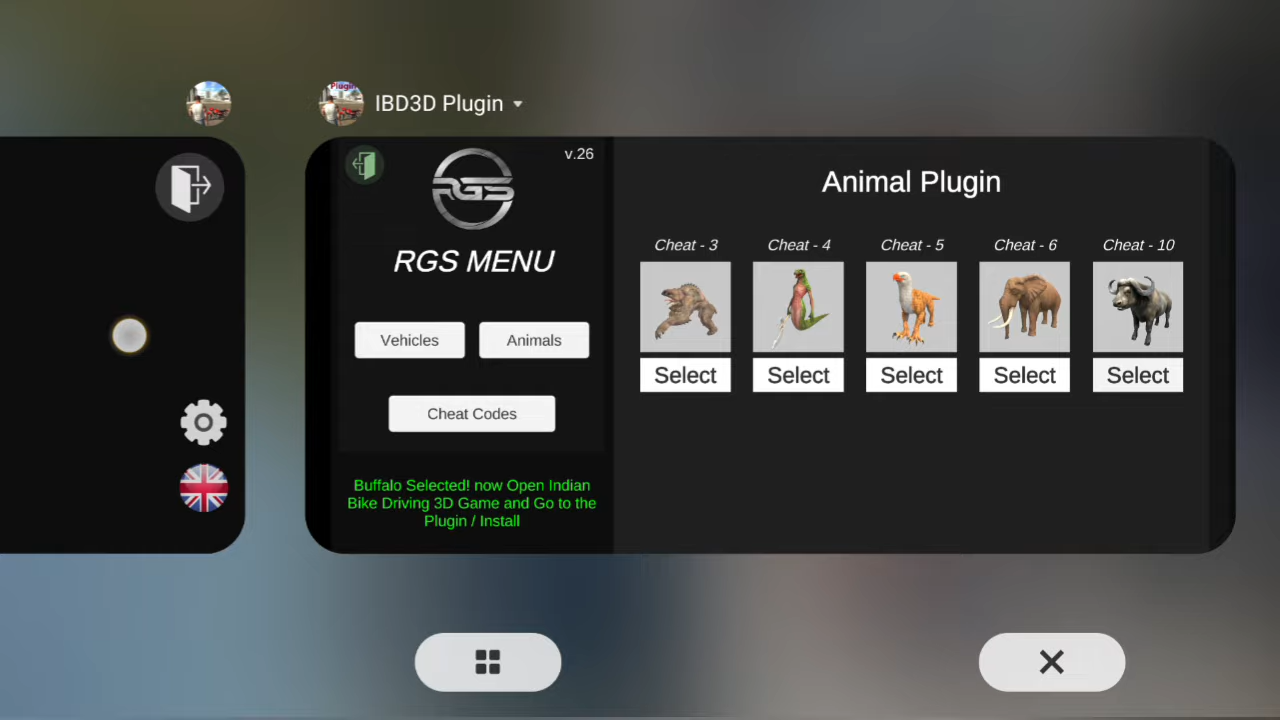 Plugin
IBD3D Plugin
v.26
RGS
RGS MENU
Vehicles
Animals
Cheat Codes
Buffalo Selected! now Open Indian
Bike Driving 3D Game and Go to the
Plugin / Install
Animal Plugin
Cheat - 3
Cheat - 4
Cheat - 5
Cheat - 6
Cheat - 10
Select
Select
Select
Select
Select